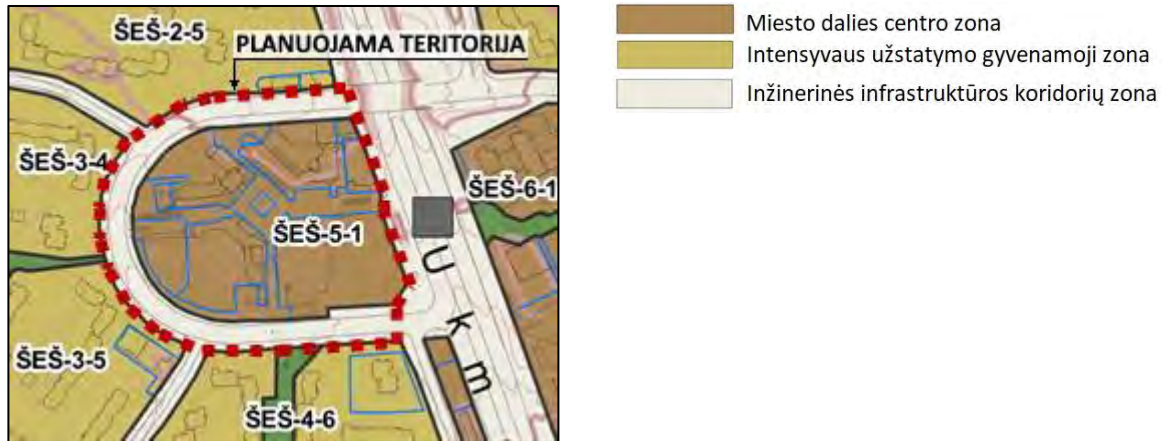 ŠEŠ-2-5
PLANUOJAMA TERITORIJA
ŠEŠ-3-4
ŠEŠ-6-1
ŠEŠ-5-1
Ukm
ŠEŠ-3-5
ŠEŠ-4-6
Miesto dalies centro zona
Intensyvaus užstatymo gyvenamoji zona
Inžinerinės infrastruktūros koridorių zona